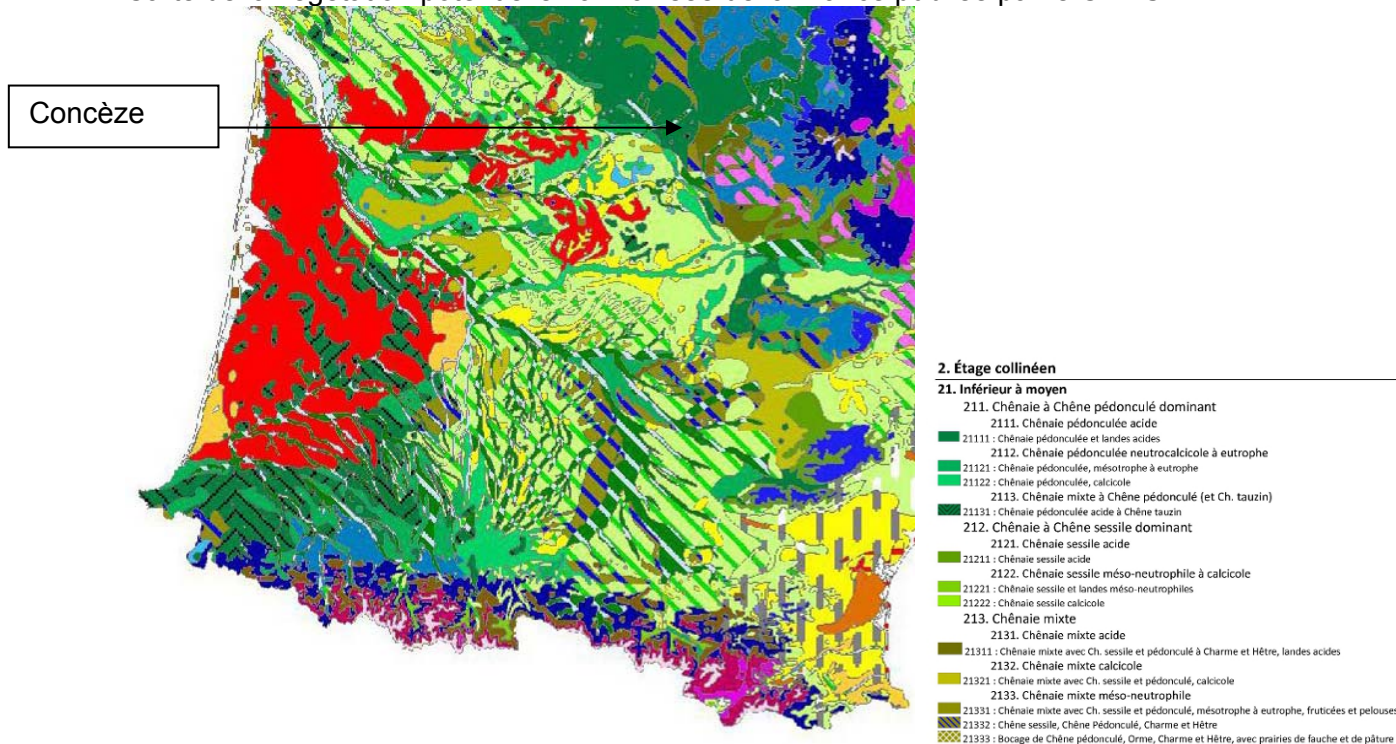 Concèze
2. Étage collinéen
21. Inférieur à moyen
211. Chênaie à Chêne pédonculé dominant
2111. Chênaie pédonculée acide
21111 : Chênaie pédonculée et landes acides
2112. Chênaie pédonculée neutrocalcicole à eutrophe
21121 : Chênaie pédonculée, mésotrophe à eutrophe
21122 : Chênaie pédonculée, calcicole
2113. Chênaie mixte à Chêne pédonculé (et Ch. tauzin)
21131 : Chênaie pédonculée acide à Chêne tauzin
212. Chênaie à Chêne sessile dominant
2121. Chênaie sessile acide
21211 : Chênaie sessile acide
2122. Chênaie sessile méso-neutrophile à calcicole
21221 : Chênaie sessile et landes méso-neutrophiles
21222 : Chênaie sessile calcicole
213. Chênaie mixte
2131. Chênaie mixte acide
21311 : Chênaie mixte avec Ch. sessile et pédonculé à Charme et Hêtre, landes acides
2132. Chênaie mixte calcicole
21321 : Chênaie mixte avec Ch. sessile et pédonculé, calcicole
2133. Chênaie mixte méso-neutrophile
21331 : Chênaie mixte avec Ch. sessile et pédonculé, mésotrophe à eutrophe, fruticées et pelouses
21332 : Chêne sessile, Chêne Pédonculé, Charme et Hêtre
21333 : Bocage de Chêne pédonculé, Orme, Charme et Hêtre, avec prairies de fauche et de pâture